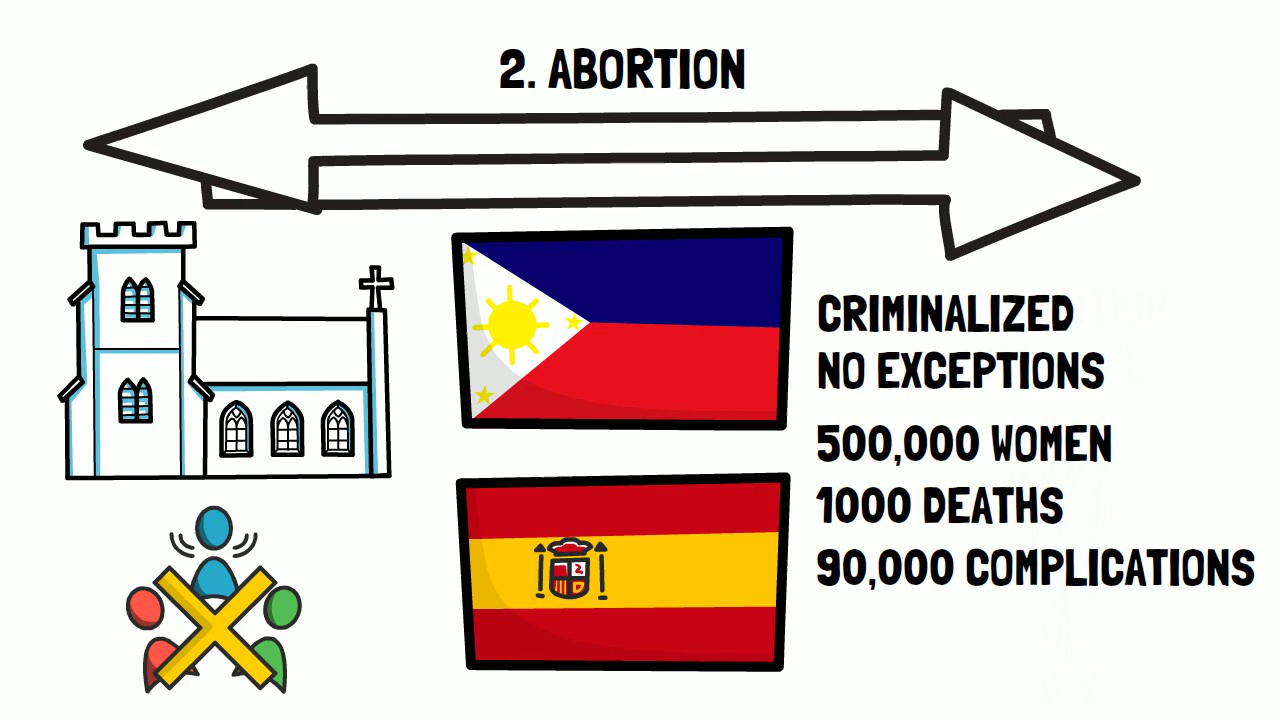 2. ABORTION
CRIMINALIZED
NO EXCEPTIONS
500,000 WOMEN
1000 DEATHS
90,000 COMPLICATIONS